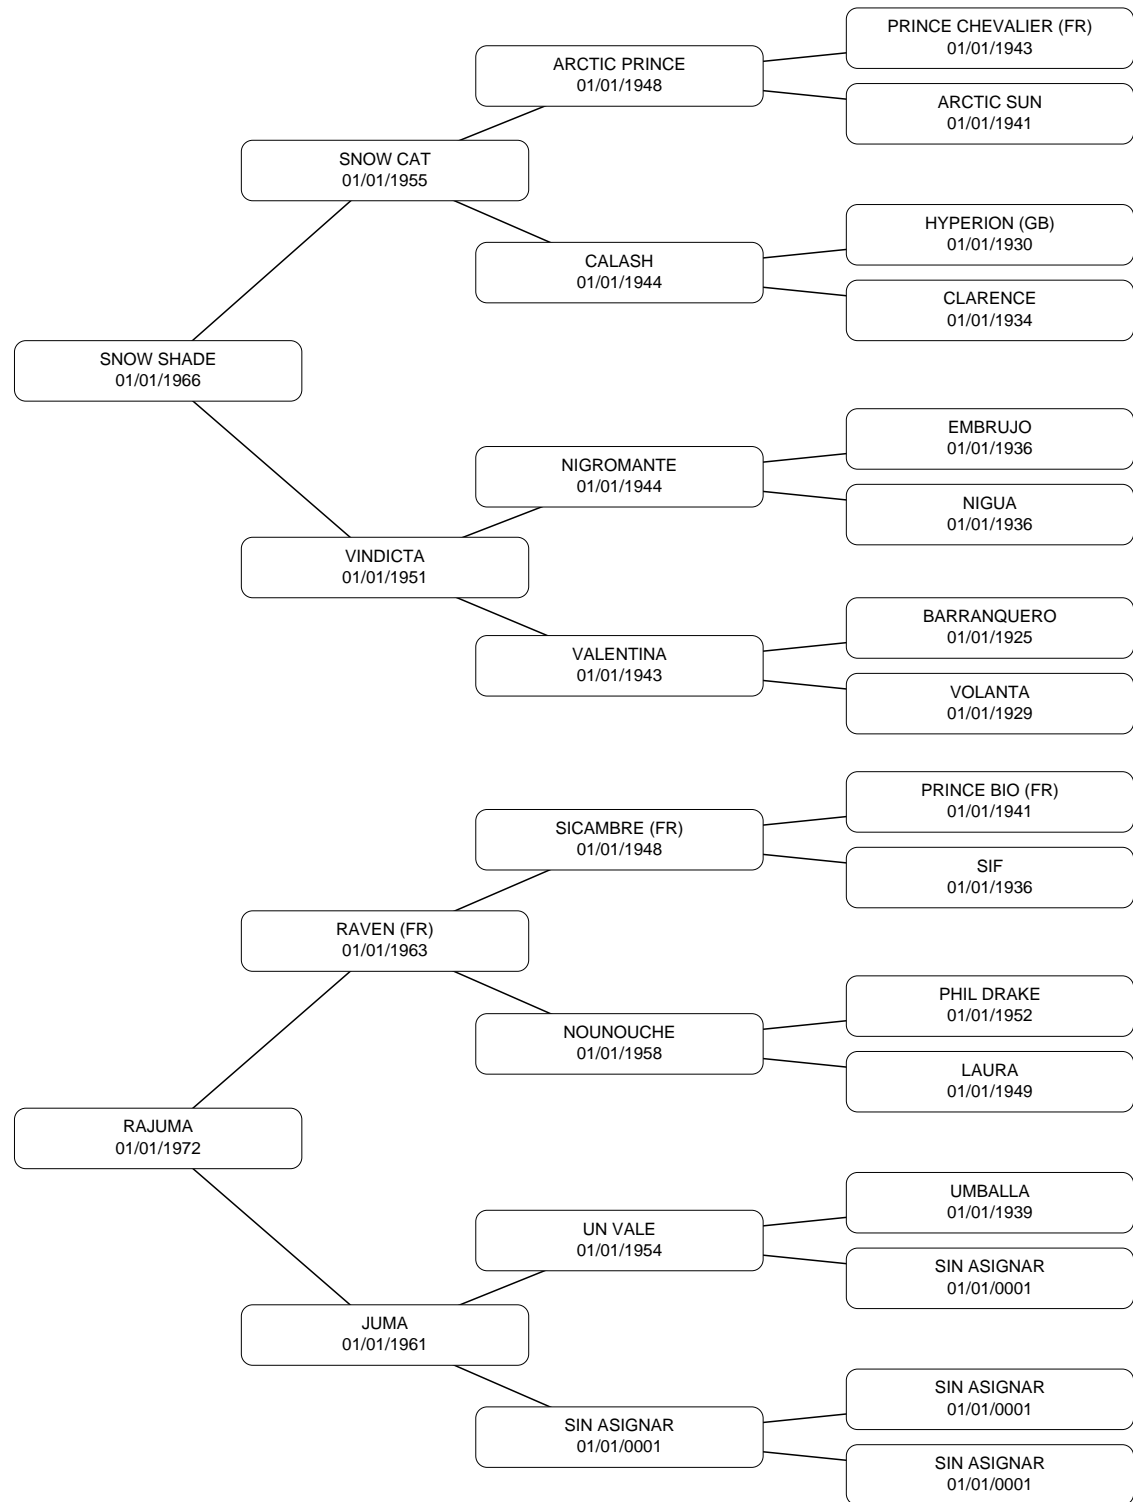 PRINCE CHEVALIER (FR)
01/01/1943
ARCTIC PRINCE
01/01/1948
ARCTIC SUN
01/01/1941
SNOW CAT
01/01/1955
HYPERION (GB)
01/01/1930
CALASH
01/01/1944
CLARENCE
01/01/1934
SNOW SHADE
01/01/1966
EMBRUJO
01/01/1936
NIGROMANTE
01/01/1944
NIGUA
01/01/1936
VINDICTA
01/01/1951
BARRANQUERO
01/01/1925
VALENTINA
01/01/1943
VOLANTA
01/01/1929
PRINCE BIO (FR)
01/01/1941
SICAMBRE (FR)
01/01/1948
SIF
01/01/1936
RAVEN (FR)
01/01/1963
PHIL DRAKE
01/01/1952
NOUNOUCHE
01/01/1958
LAURA
01/01/1949
RAJUMA
01/01/1972
UMBALLA
01/01/1939
UN VALE
01/01/1954
SIN ASIGNAR
01/01/0001
JUMA
01/01/1961
SIN ASIGNAR
01/01/0001
SIN ASIGNAR
01/01/0001
SIN ASIGNAR
01/01/0001